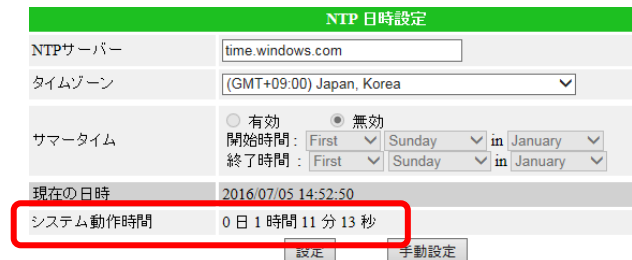 NTP 日時設定
NTPサーバー time.windows.com
タイムゾーン (GMT+09:00) Japan, Korea
○ 有効 ◉ 無効
サマータイム 開始時間 : First Sunday in January
終了時間 : First Sunday in January
現在の日時 2016/07/05 14:52:50
システム動作時間 0 日 1 時間 11 分 13 秒
設定 手動設定